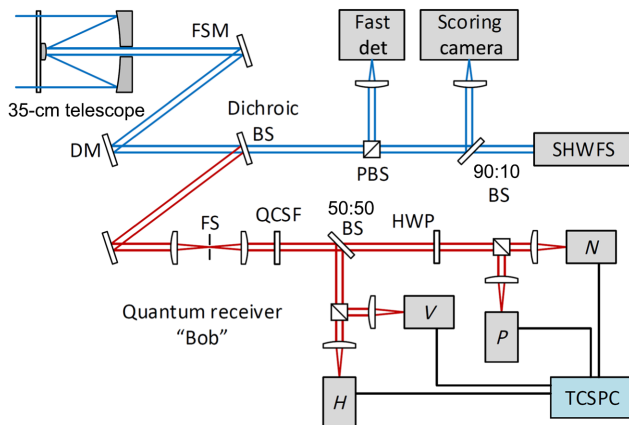 FSM
Fast
det
Scoring
camera
35-cm telescope
Dichroic
BS
DM
PBS
90:10
BS
SHWFS
FS
QCSF
50:50
BS
HWP
N
Quantum receiver
“Bob”
V
P
H
TCSPC